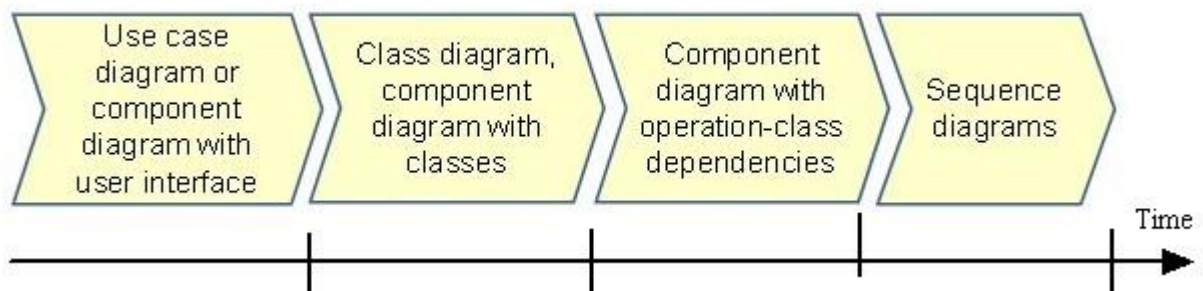 Use case
diagram or
component
diagram with
user interface
Class diagram,
component
diagram with
classes
Component
diagram with
operation-class
dependencies
Sequence
diagrams
Time